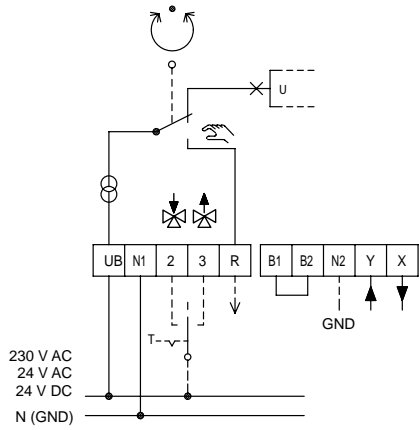 U
UB N1 2 3 R B1 B2 N2 Y X
GND
T
230 V AC
24 V AC
24 V DC
N (GND)